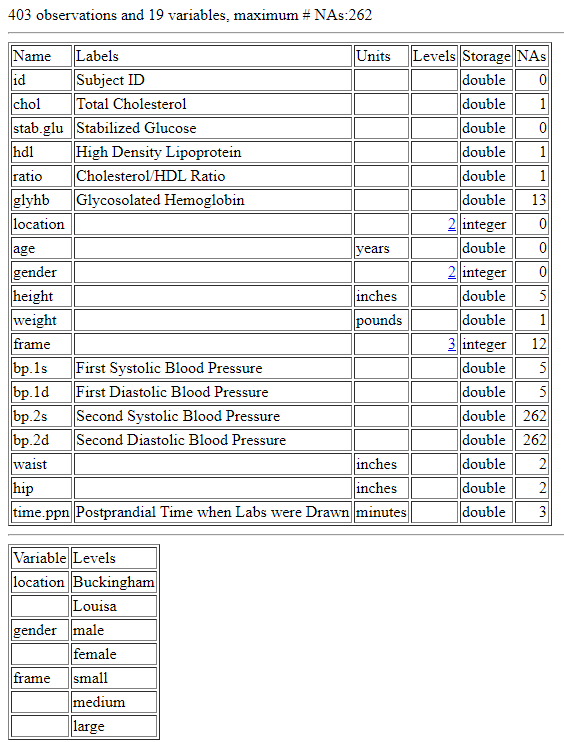 403 observations and 19 variables, maximum # NAs:262
Name Labels Units Levels Storage NAs
id Subject ID double 0
chol Total Cholesterol double 1
stab.glu Stabilized Glucose double 0
hdl High Density Lipoprotein double 1
ratio Cholesterol/HDL Ratio double 1
glyhb Glycosolated Hemoglobin double 13
location 2 integer 0
age years double 0
gender 2 integer 0
height inches double 5
weight pounds double 1
frame 3 integer 12
bp.1s First Systolic Blood Pressure double 5
bp.1d First Diastolic Blood Pressure double 5
bp.2s Second Systolic Blood Pressure double 262
bp.2d Second Diastolic Blood Pressure double 262
waist inches double 2
hip inches double 2
time.ppn Postprandial Time when Labs were Drawn minutes double 3
Variable Levels
location Buckingham
Louisa
gender male
female
frame small
medium
large